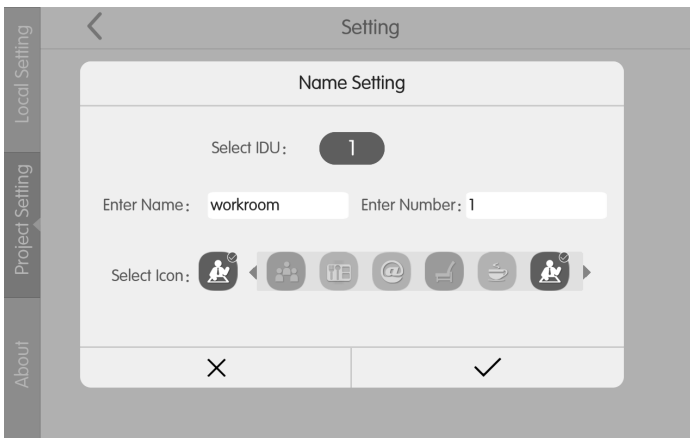 Setting
Local Setting
Project Setting
About
Name Setting
Select IDU: 1
Enter Name: workroom Enter Number: 1
Select Icon: @